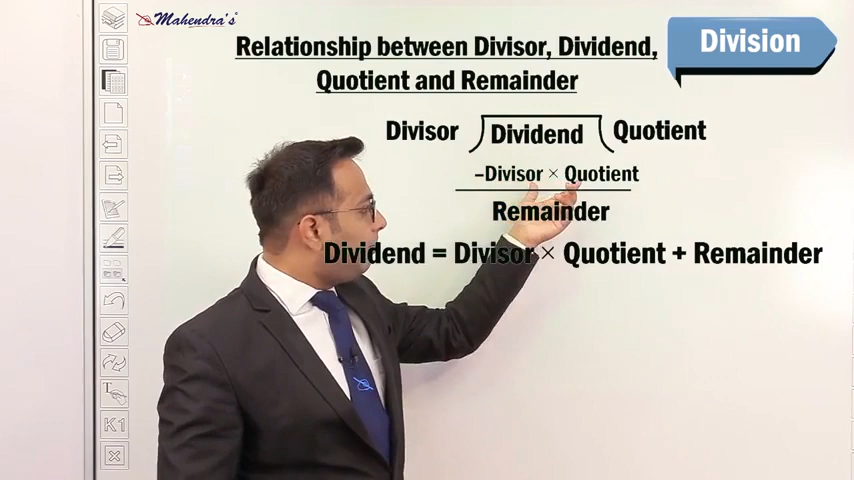 Mahendra's
Division
Relationship between Divisor, Dividend,
Quotient and Remainder
Divisor Dividend Quotient
–Divisor × Quotient
Remainder
Dividend = Divisor × Quotient + Remainder
T
K1